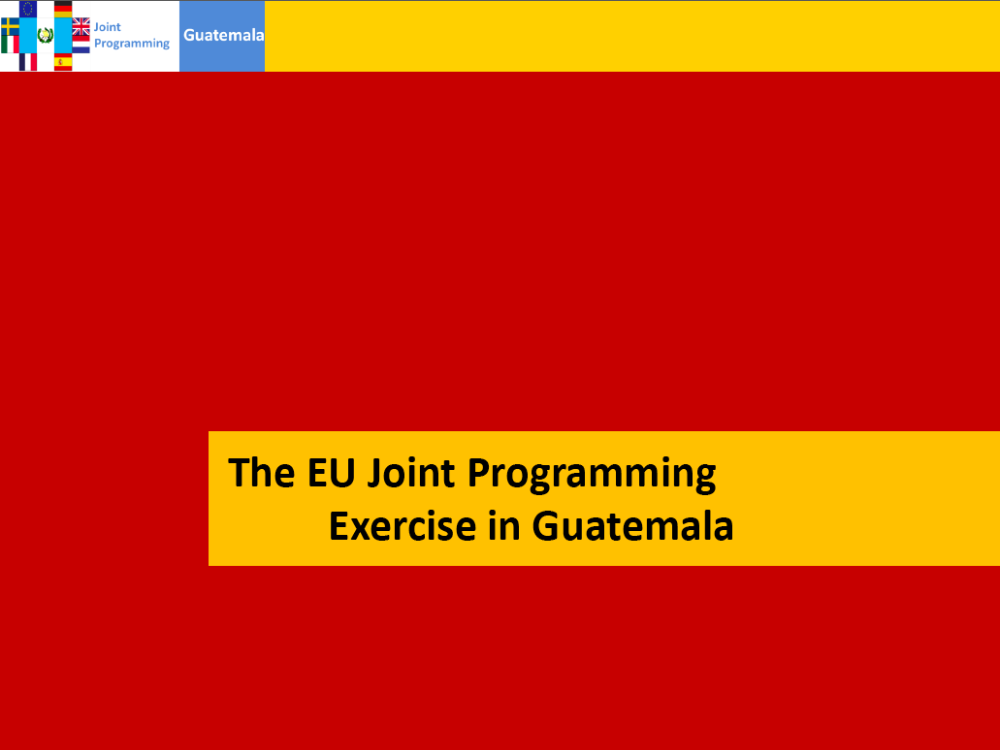 Joint
Programming
Guatemala
The EU Joint Programming
Exercise in Guatemala